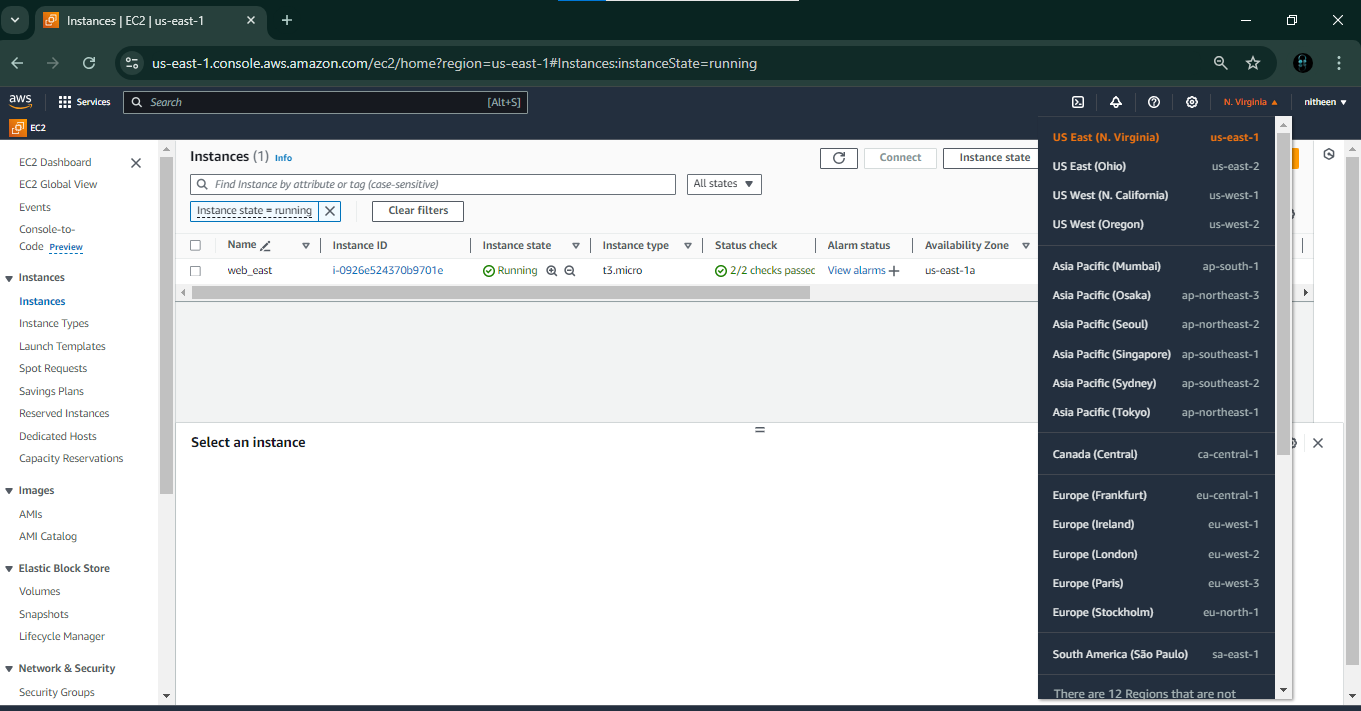 Instances | EC2 | us-east-1
us-east-1.console.aws.amazon.com/ec2/home?region=us-east-1#Instances:instanceState=running
aws
Services
Search
[Alt+S]
N. Virginia
nitheen
EC2
EC2 Dashboard
EC2 Global View
Events
Console-to-
Code Preview
Instances
Instances
Instance Types
Launch Templates
Spot Requests
Savings Plans
Reserved Instances
Dedicated Hosts
Capacity Reservations
Images
AMIs
AMI Catalog
Elastic Block Store
Volumes
Snapshots
Lifecycle Manager
Network & Security
Security Groups
Instances (1) Info
Connect
Instance state
Find Instance by attribute or tag (case-sensitive)
All states
Instance state = running
Clear filters
Name Instance ID Instance state Instance type Status check Alarm status Availability Zone
web_east i-0926e524370b9701e Running t3.micro 2/2 checks passed View alarms us-east-1a
Select an instance
US East (N. Virginia) us-east-1
US East (Ohio) us-east-2
US West (N. California) us-west-1
US West (Oregon) us-west-2
Asia Pacific (Mumbai) ap-south-1
Asia Pacific (Osaka) ap-northeast-3
Asia Pacific (Seoul) ap-northeast-2
Asia Pacific (Singapore) ap-southeast-1
Asia Pacific (Sydney) ap-southeast-2
Asia Pacific (Tokyo) ap-northeast-1
Canada (Central) ca-central-1
Europe (Frankfurt) eu-central-1
Europe (Ireland) eu-west-1
Europe (London) eu-west-2
Europe (Paris) eu-west-3
Europe (Stockholm) eu-north-1
South America (São Paulo) sa-east-1
There are 12 Regions that are not